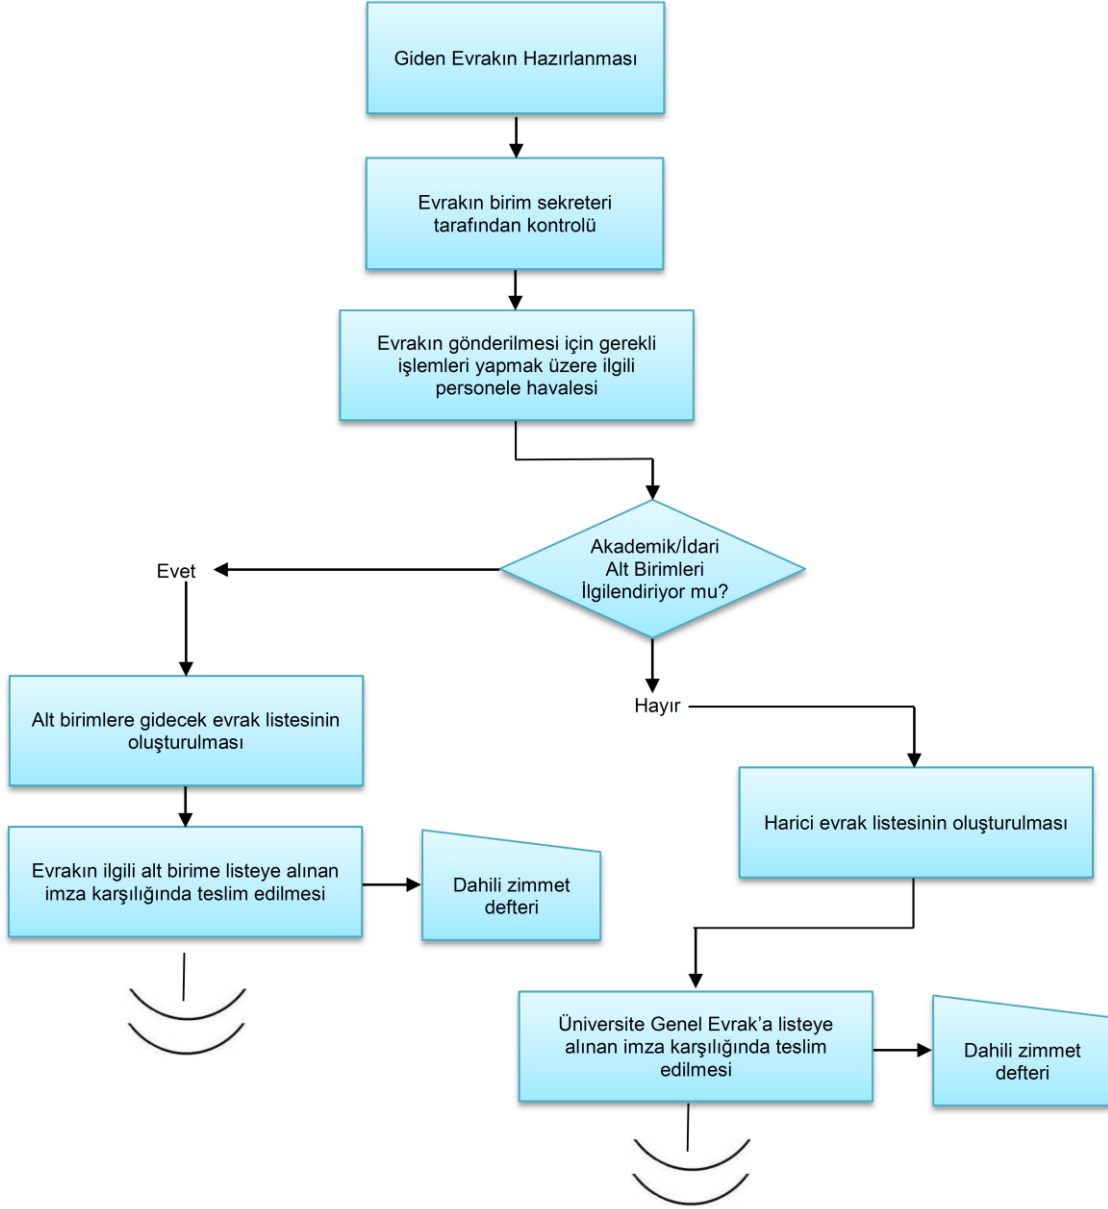 Giden Evrakın Hazırlanması
Evrakın birim sekreteri
tarafından kontrolü
Evrakın gönderilmesi için gerekli
işlemleri yapmak üzere ilgili
personele havalesi
Akademik/İdari
Alt Birimleri
İlgilendiriyor mu?
Evet
Hayır
Alt birimlere gidecek evrak listesinin
oluşturulması
Harici evrak listesinin oluşturulması
Evrakın ilgili alt birime listeye alınan
imza karşılığında teslim edilmesi
Dahili zimmet
defteri
Üniversite Genel Evrak’a listeye
alınan imza karşılığında teslim
edilmesi
Dahili zimmet
defteri